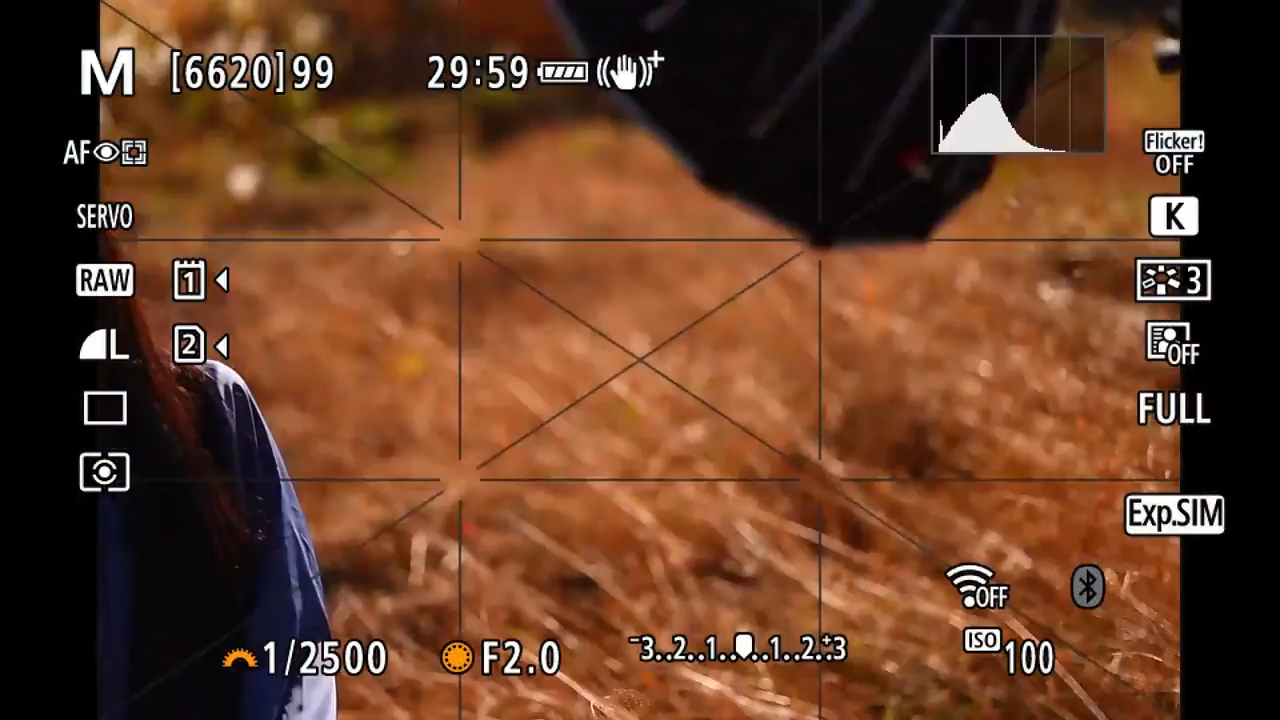 M [6620]99 29:59
AF
Flicker!
OFF
SERVO
K
RAW 1
3
L 2
OFF
FULL
Exp.SIM
OFF
1/2500 F2.0 -3..2..1..0..1..2..+3 ISO 100